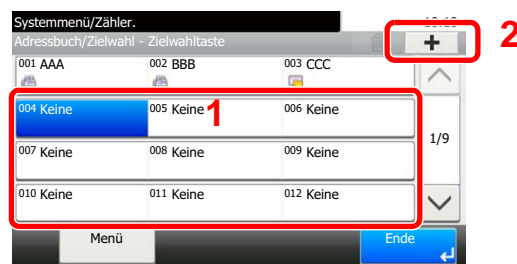 Systemmenü/Zähler.
Adressbuch/Zielwahl - Zielwahltaste
+
2
001 AAA 002 BBB 003 CCC
004 Keine 005 Keine 006 Keine
1
1/9
007 Keine 008 Keine 009 Keine
010 Keine 011 Keine 012 Keine
Menü Ende